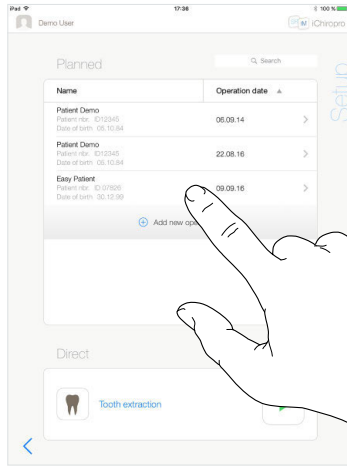 iPad 17:36 100 %
Demo User iChiropro
Planned Search
Name Operation date
Patient Demo
Patient nbr. ID12345 06.09.14
Date of birth 05.10.84
Patient Demo
Patient nbr. ID12345 22.08.16
Date of birth 05.10.84
Easy Patient
Patient nbr. ID 07826 09.09.16
Date of birth 30.12.99
Add new ope
Set up
Direct
Tooth extraction